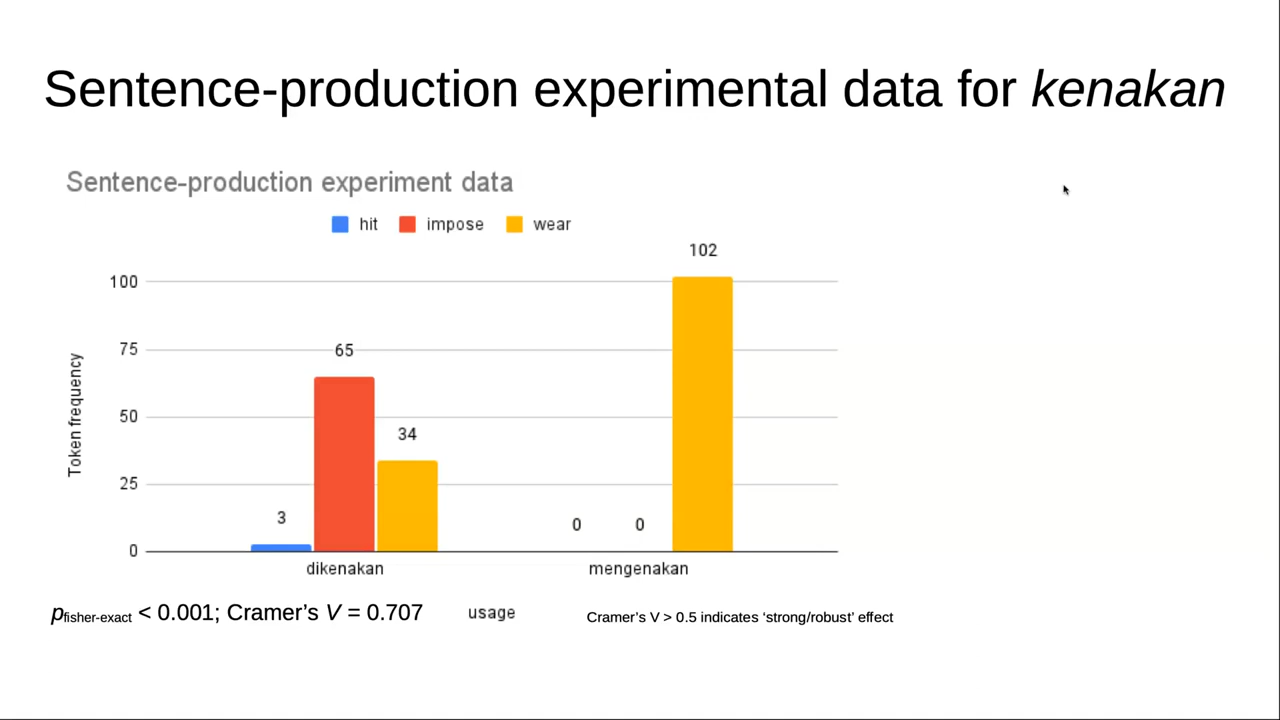 Sentence-production experimental data for kenakan
Sentence-production experiment data
hit impose wear
102
100
75
65
50
34
25
3
0 0
0
Token frequency
dikenakan mengenakan
pfisher-exact < 0.001; Cramer’s V = 0.707
usage
Cramer’s V > 0.5 indicates ‘strong/robust’ effect